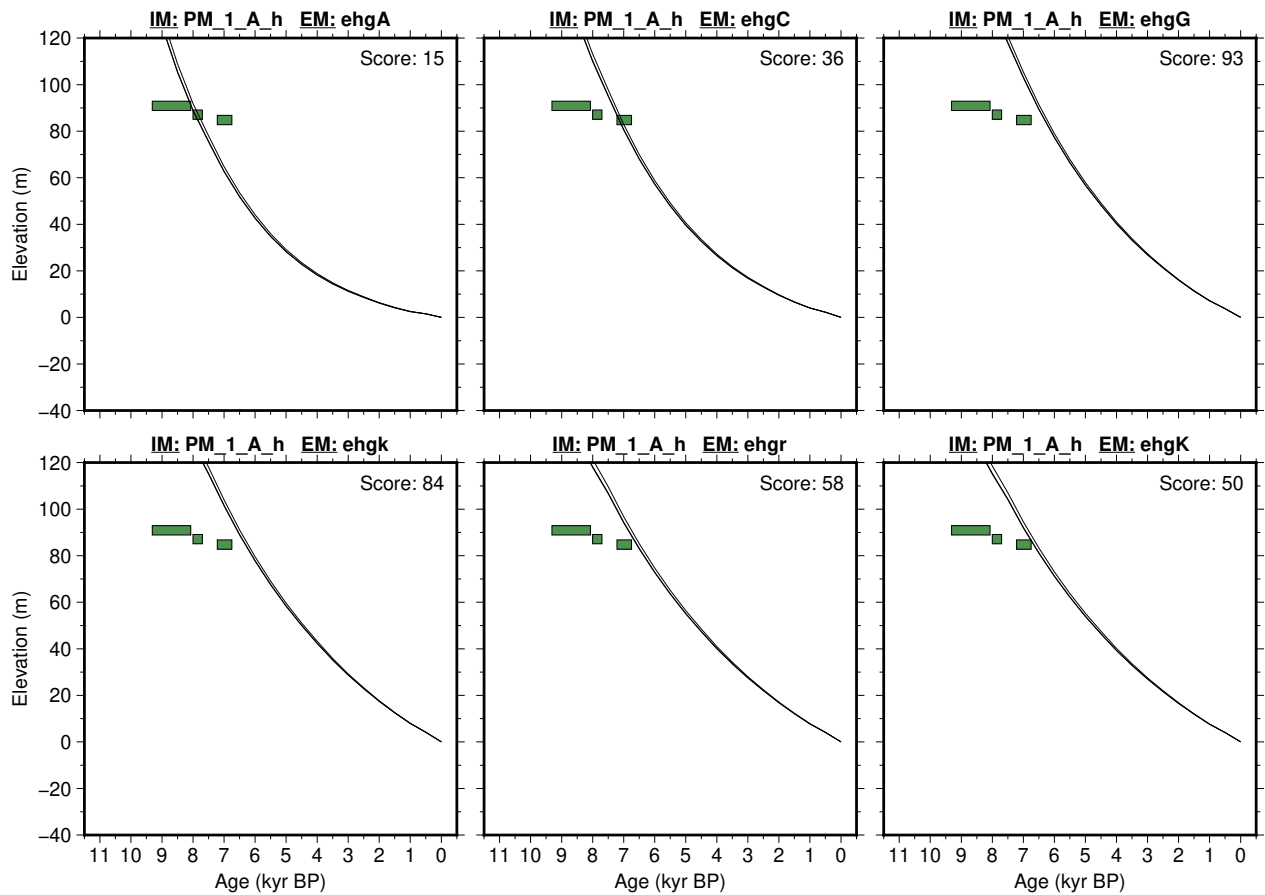 IM: PM_1_A_h EM: ehgA
IM: PM_1_A_h EM: ehgC
IM: PM_1_A_h EM: ehgG
120
100
80
60
40
20
0
−20
−40
Elevation (m)
Score: 15
Score: 36
Score: 93
IM: PM_1_A_h EM: ehgk
IM: PM_1_A_h EM: ehgr
IM: PM_1_A_h EM: ehgK
120
100
80
60
40
20
0
−20
−40
Elevation (m)
Score: 84
Score: 58
Score: 50
11 10 9 8 7 6 5 4 3 2 1 0
11 10 9 8 7 6 5 4 3 2 1 0
11 10 9 8 7 6 5 4 3 2 1 0
Age (kyr BP)
Age (kyr BP)
Age (kyr BP)